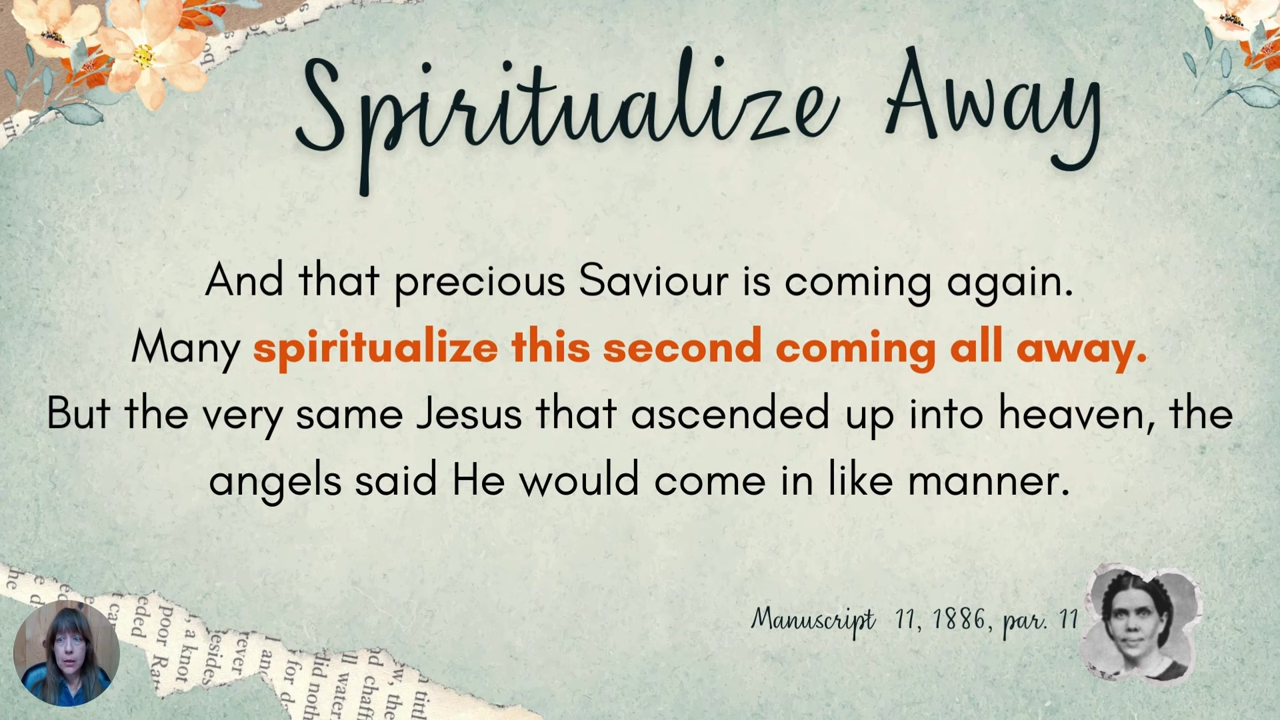 Spiritualize Away
And that precious Saviour is coming again.
Many spiritualize this second coming all away.
But the very same Jesus that ascended up into heaven, the
angels said He would come in like manner.
Manuscript 11, 1886, par. 11